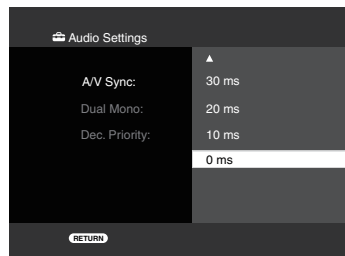 Audio Settings
A/V Sync:
30 ms
Dual Mono:
20 ms
Dec. Priority:
10 ms
0 ms
RETURN